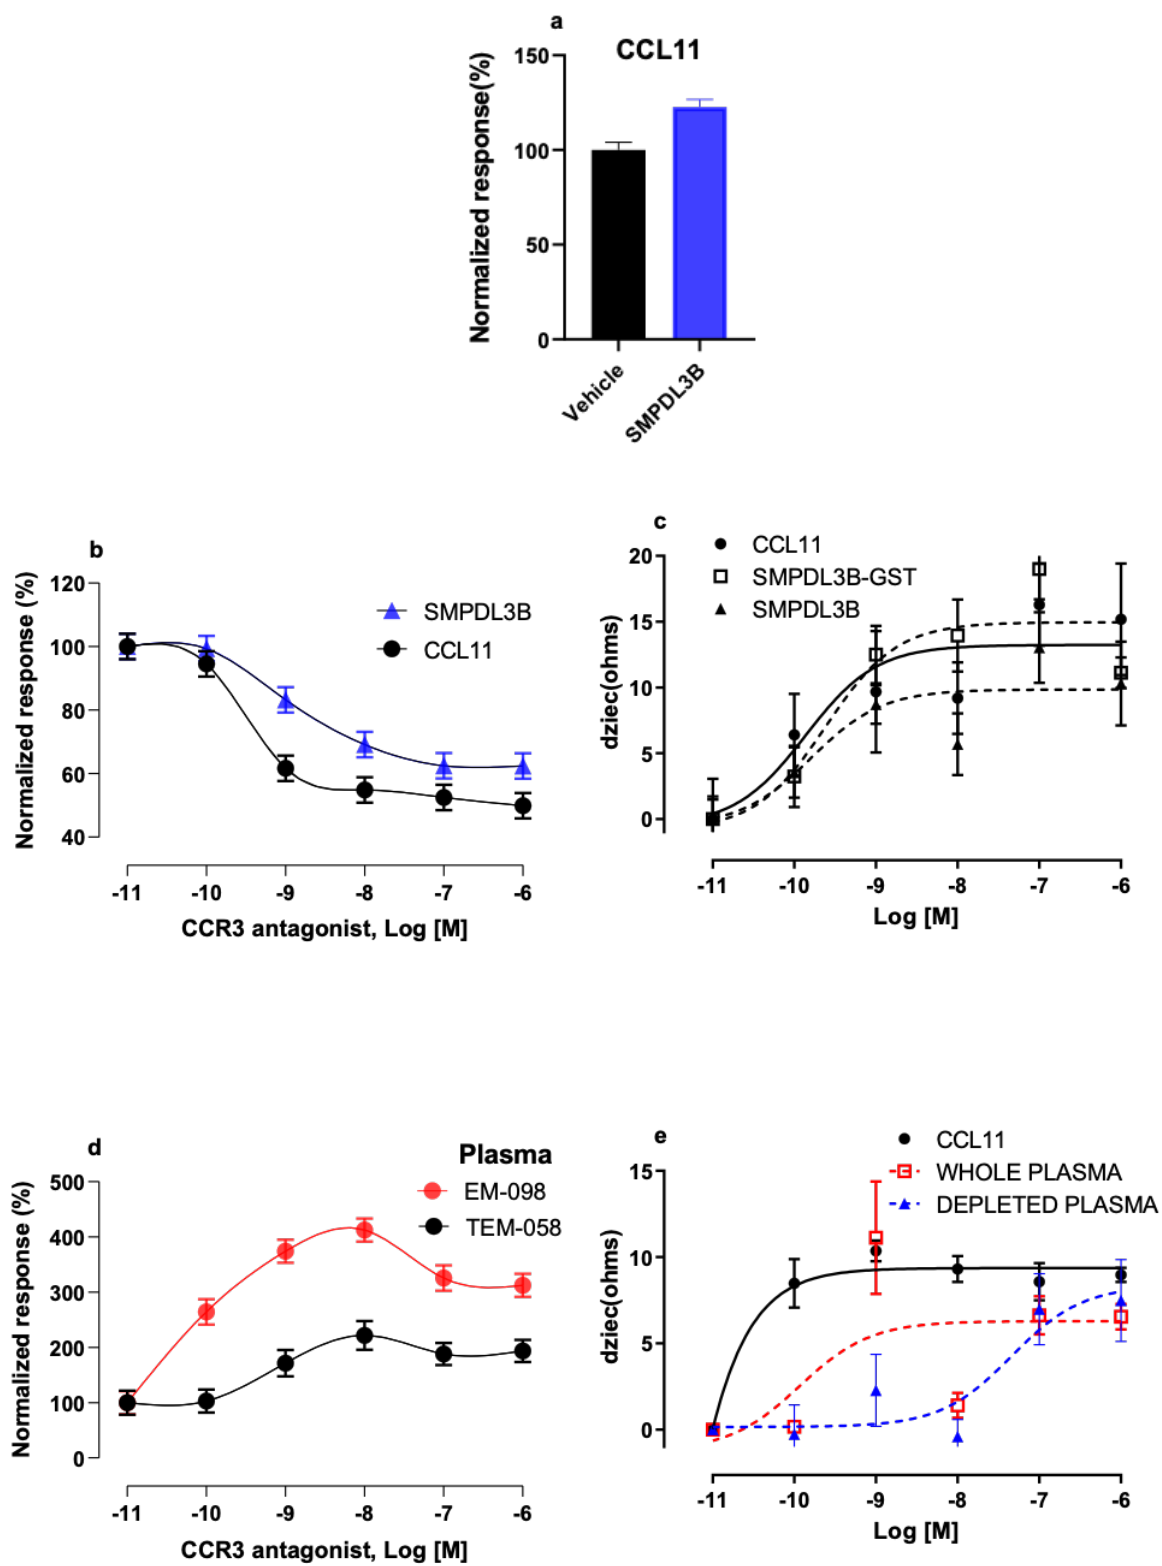 a
CCL11
Normalized response(%)
150
100
50
0
Vehicle
SMPDL3B
b
Normalized response (%)
120
100
80
60
40
SMPDL3B
CCL11
-11 -10 -9 -8 -7 -6
CCR3 antagonist, Log [M]
c
CCL11
SMPDL3B-GST
SMPDL3B
dziec(ohms)
20
15
10
5
0
-11 -10 -9 -8 -7 -6
Log [M]
d
Plasma
EM-098
TEM-058
Normalized response (%)
500
400
300
200
100
0
-11 -10 -9 -8 -7 -6
CCR3 antagonist, Log [M]
e
CCL11
WHOLE PLASMA
DEPLETED PLASMA
dziec(ohms)
15
10
5
0
-11 -10 -9 -8 -7 -6
Log [M]